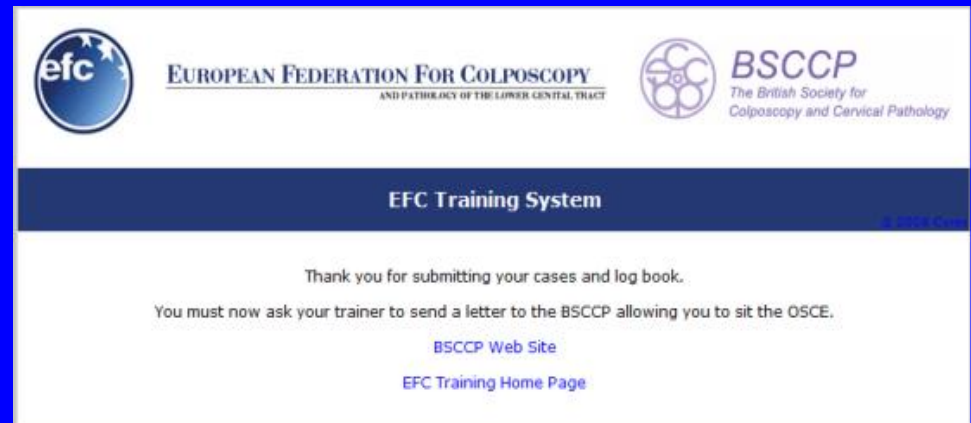 efc
EUROPEAN FEDERATION FOR COLPOSCOPY
AND PATHOLOGY OF THE LOWER GENITAL TRACT
BSCCP
The British Society for
Colposcopy and Cervical Pathology
EFC Training System
Thank you for submitting your cases and log book.
You must now ask your trainer to send a letter to the BSCCP allowing you to sit the OSCE.
BSCCP Web Site
EFC Training Home Page